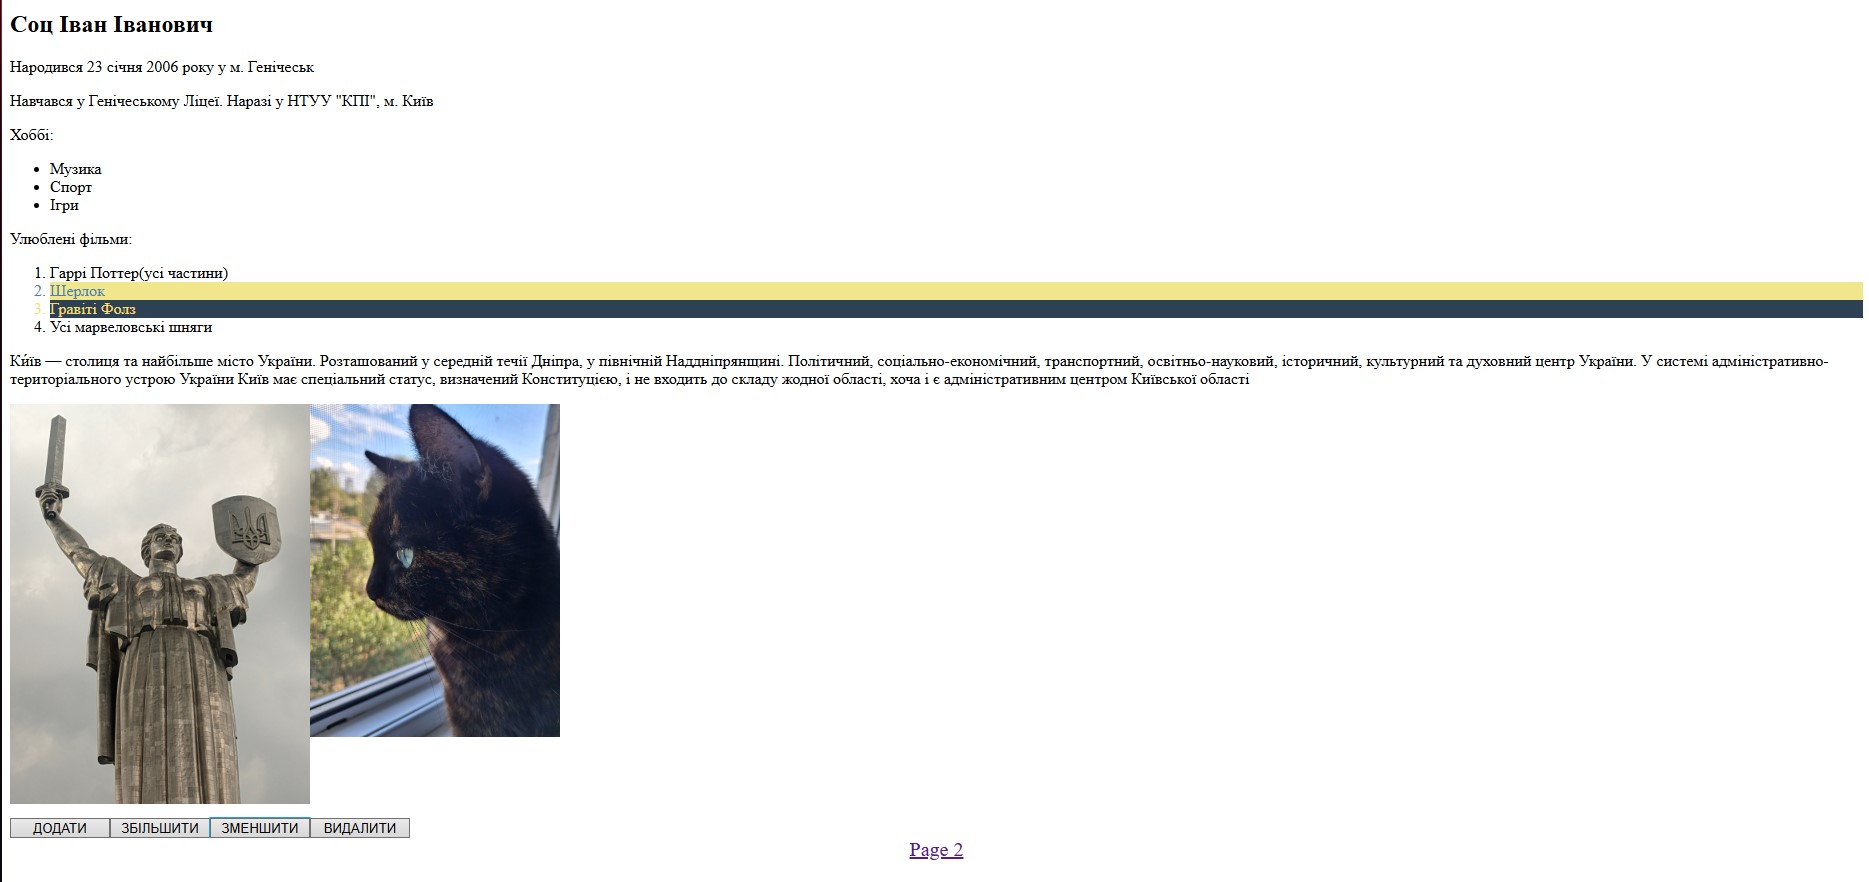 Соц Іван Іванович
Народився 23 січня 2006 року у м. Генічеськ
Навчався у Генічеському Ліцеї. Наразі у НТУУ "КПІ", м. Київ
Хоббі:
• Музика
• Спорт
• Ігри
Улюблені фільми:
1. Гаррі Поттер(усі частини)
2. Шерлок
3. Гравіті Фолз
4. Усі марвеловські шняги
Ки́їв — столиця та найбільше місто України. Розташований у середній течії Дніпра, у північній Наддніпрянщині. Політичний, соціально-економічний, транспортний, освітньо-науковий, історичний, культурний та духовний центр України. У системі адміністративно-
територіального устрою України Київ має спеціальний статус, визначений Конституцією, і не входить до складу жодної області, хоча і є адміністративним центром Київської області
ДОДАТИ ЗБІЛЬШИТИ ЗМЕНШИТИ ВИДАЛИТИ
Page 2